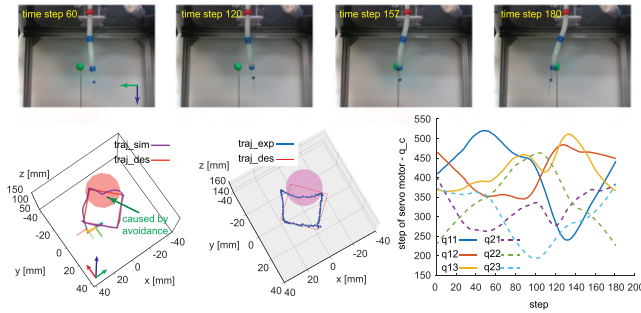 time step 60
time step 120
time step 157
time step 180
traj_sim
traj_des
z [mm]
150
100
50
caused by
avoidance
-20
0
20
40
y [mm]
40
20
0
-20
-40
x [mm]
traj_exp
traj_des
z [mm]
160
140
-20
0
20
40
y [mm]
40
20
0
-20
-40
x [mm]
550
500
450
400
350
300
250
200
150
step of servo motor - q_c
q11
q21
q12
q22
q13
q23
0 20 40 60 80 100 120 140 160 180 200
step